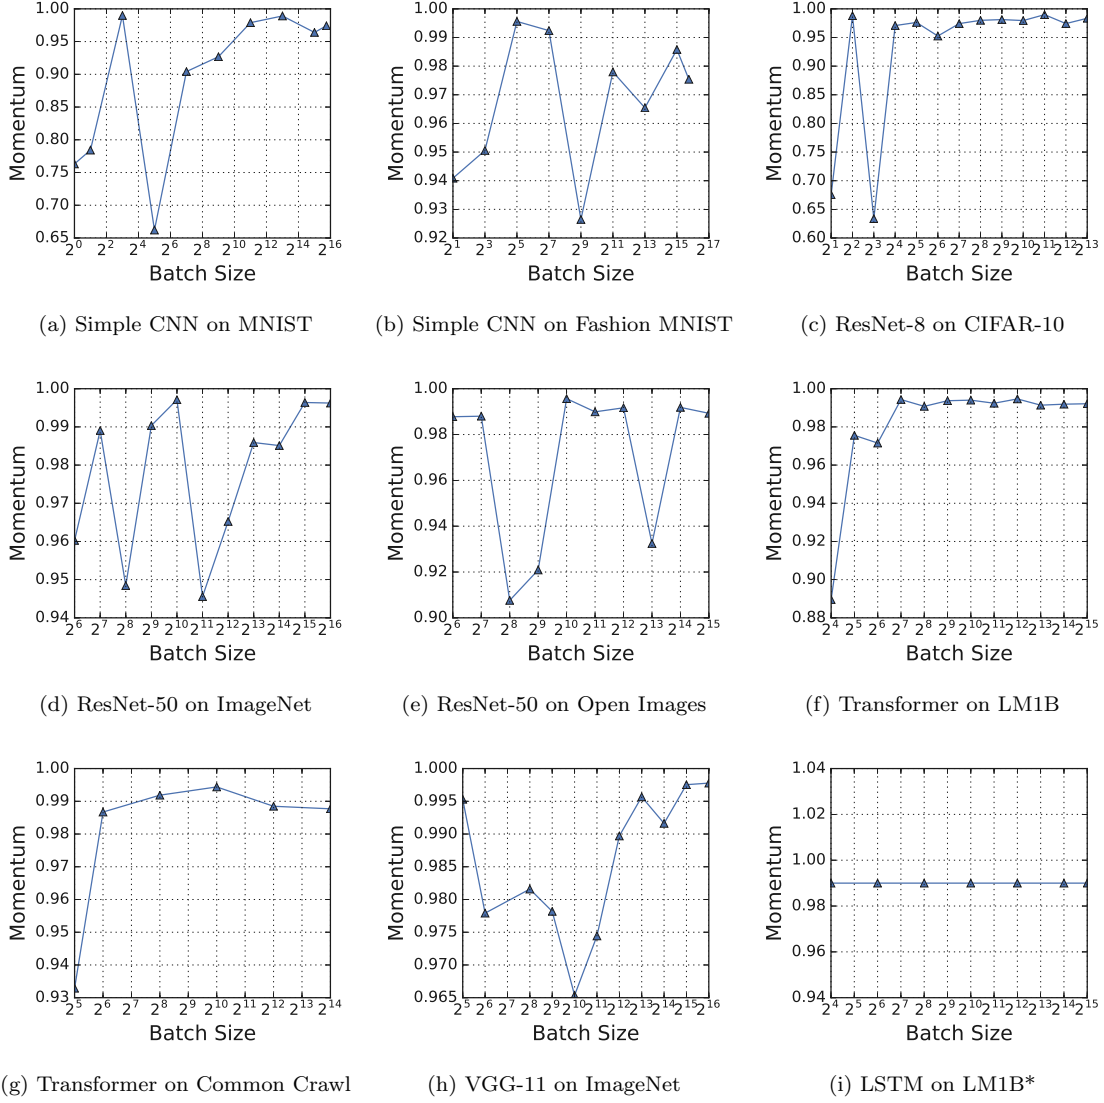 1.00
0.95
0.90
0.85
0.80
0.75
0.70
0.65
Momentum
2^0 2^2 2^4 2^6 2^8 2^10 2^12 2^14 2^16
Batch Size
(a) Simple CNN on MNIST
1.00
0.99
0.98
0.97
0.96
0.95
0.94
0.93
0.92
Momentum
2^1 2^3 2^5 2^7 2^9 2^11 2^13 2^15 2^17
Batch Size
(b) Simple CNN on Fashion MNIST
1.00
0.95
0.90
0.85
0.80
0.75
0.70
0.65
0.60
Momentum
2^1 2^2 2^3 2^4 2^5 2^6 2^7 2^8 2^9 2^10 2^11 2^12 2^13
Batch Size
(c) ResNet-8 on CIFAR-10
1.00
0.99
0.98
0.97
0.96
0.95
0.94
Momentum
2^6 2^7 2^8 2^9 2^10 2^11 2^12 2^13 2^14 2^15 2^16
Batch Size
(d) ResNet-50 on ImageNet
1.00
0.98
0.96
0.94
0.92
0.90
Momentum
2^6 2^7 2^8 2^9 2^10 2^11 2^12 2^13 2^14 2^15
Batch Size
(e) ResNet-50 on Open Images
1.00
0.98
0.96
0.94
0.92
0.90
0.88
Momentum
2^4 2^5 2^6 2^7 2^8 2^9 2^10 2^11 2^12 2^13 2^14 2^15
Batch Size
(f) Transformer on LM1B
1.00
0.99
0.98
0.97
0.96
0.95
0.94
0.93
Momentum
2^5 2^6 2^7 2^8 2^9 2^10 2^11 2^12 2^13 2^14
Batch Size
(g) Transformer on Common Crawl
1.000
0.995
0.990
0.985
0.980
0.975
0.970
0.965
Momentum
2^5 2^6 2^7 2^8 2^9 2^10 2^11 2^12 2^13 2^14 2^15 2^16
Batch Size
(h) VGG-11 on ImageNet
1.04
1.02
1.00
0.98
0.96
0.94
Momentum
2^4 2^5 2^6 2^7 2^8 2^9 2^10 2^11 2^12 2^13 2^14 2^15
Batch Size
(i) LSTM on LM1B*